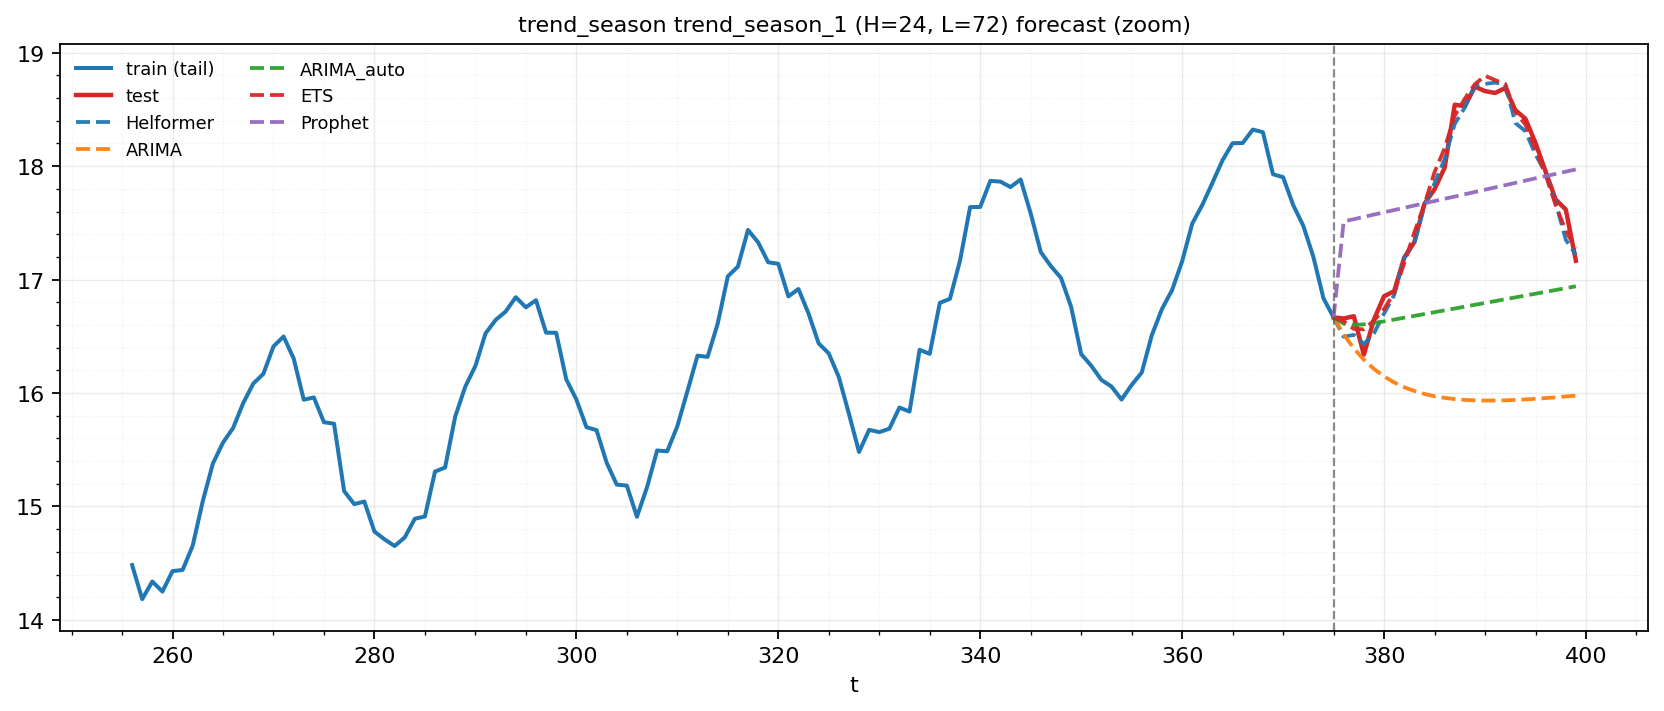 trend_season trend_season_1 (H=24, L=72) forecast (zoom)
train (tail)
test
Helformer
ARIMA
ARIMA_auto
ETS
Prophet
19
18
17
16
15
14
260 280 300 320 340 360 380 400
t